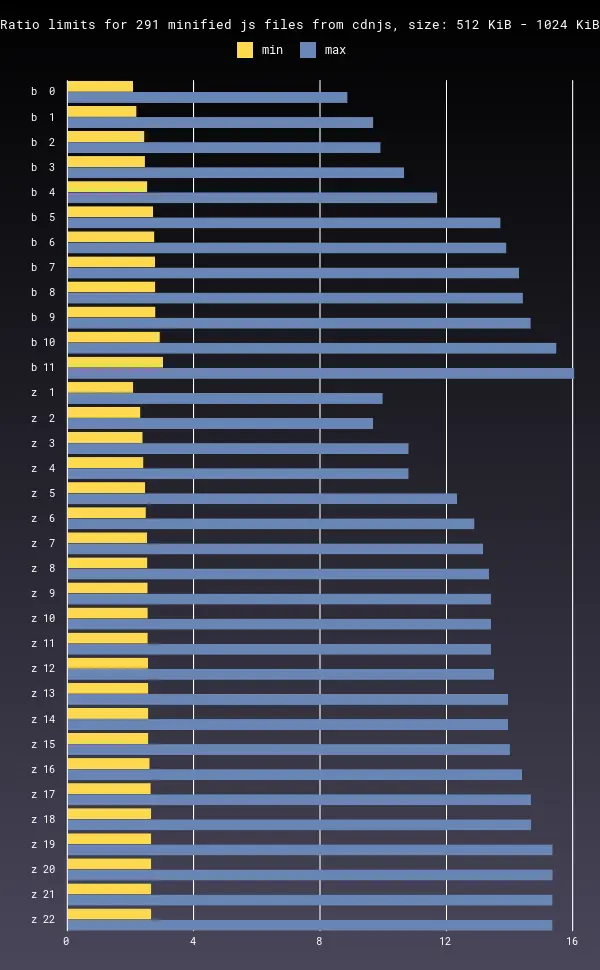 Ratio limits for 291 minified js files from cdnjs, size: 512 KiB - 1024 KiB
min max
b 0
b 1
b 2
b 3
b 4
b 5
b 6
b 7
b 8
b 9
b 10
b 11
z 1
z 2
z 3
z 4
z 5
z 6
z 7
z 8
z 9
z 10
z 11
z 12
z 13
z 14
z 15
z 16
z 17
z 18
z 19
z 20
z 21
z 22
0 4 8 12 16